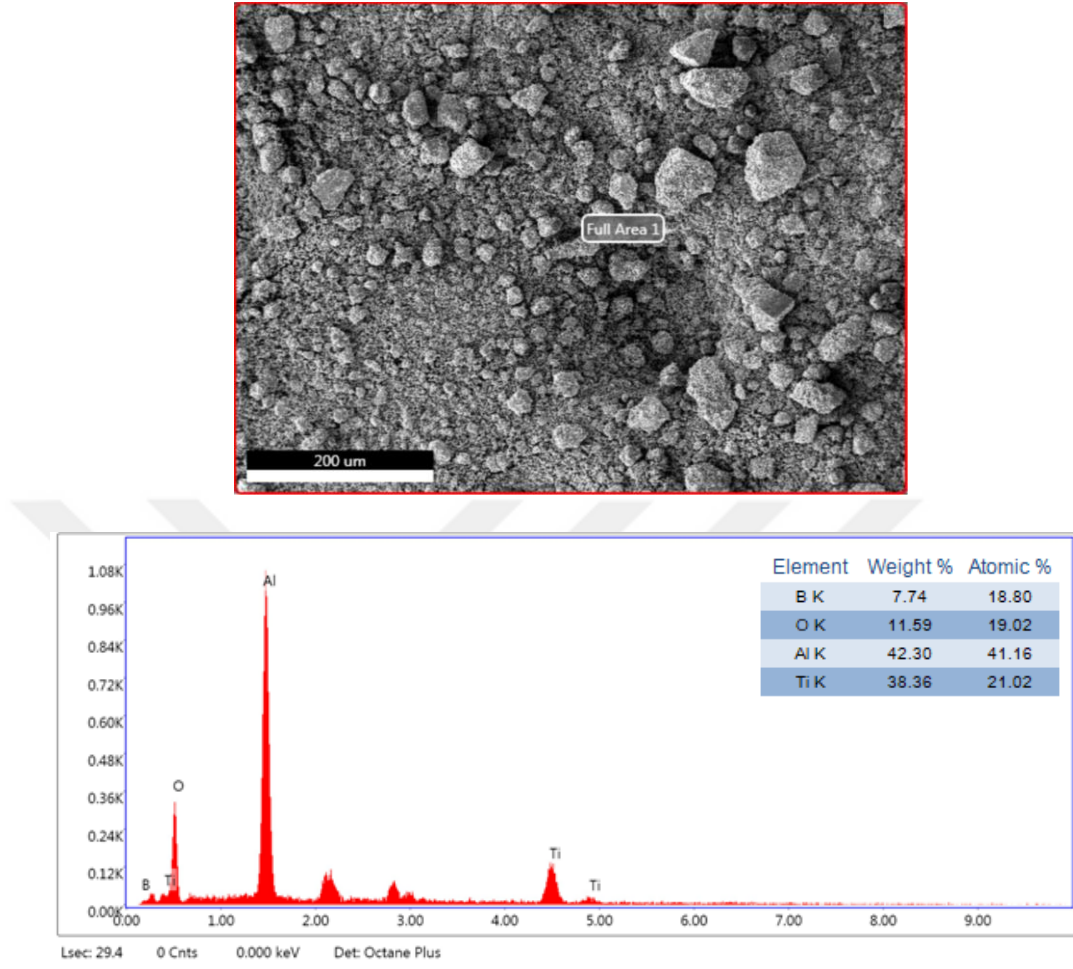 Full Area 1
200 um
Element Weight % Atomic %
B K 7.74 18.80
O K 11.59 19.02
Al K 42.30 41.16
Ti K 38.36 21.02
1.08K
0.96K
0.84K
0.72K
0.60K
0.48K
0.36K
0.24K
0.12K
0.00K
Al
O
B
Ti
Ti
Ti
0.00 1.00 2.00 3.00 4.00 5.00 6.00 7.00 8.00 9.00
Lsec: 29.4 0 Cnts 0.000 keV Det: Octane Plus